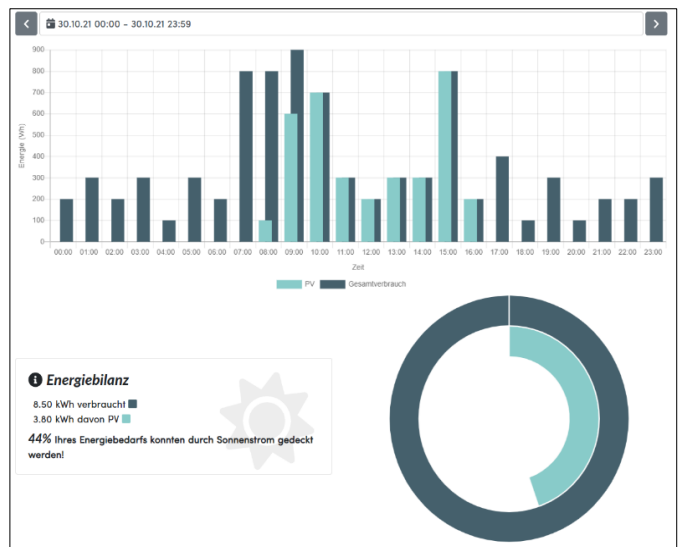 30.10.21 00:00 – 30.10.21 23:59
900
800
700
600
500
400
300
200
100
0
Energie (Wh)
00:00 01:00 02:00 03:00 04:00 05:00 06:00 07:00 08:00 09:00 10:00 11:00 12:00 13:00 14:00 15:00 16:00 17:00 18:00 19:00 20:00 21:00 22:00 23:00
Zeit
PV Gesamtverbrauch
Energiebilanz
8.50 kWh verbraucht
3.80 kWh davon PV
44% Ihres Energiebedarfs konnten durch Sonnenstrom gedeckt
werden!